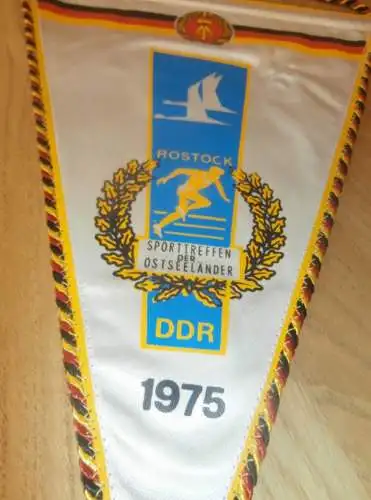 ROSTOCK
SPORTTREFFEN
DER
OSTSEELÄNDER
DDR
1975